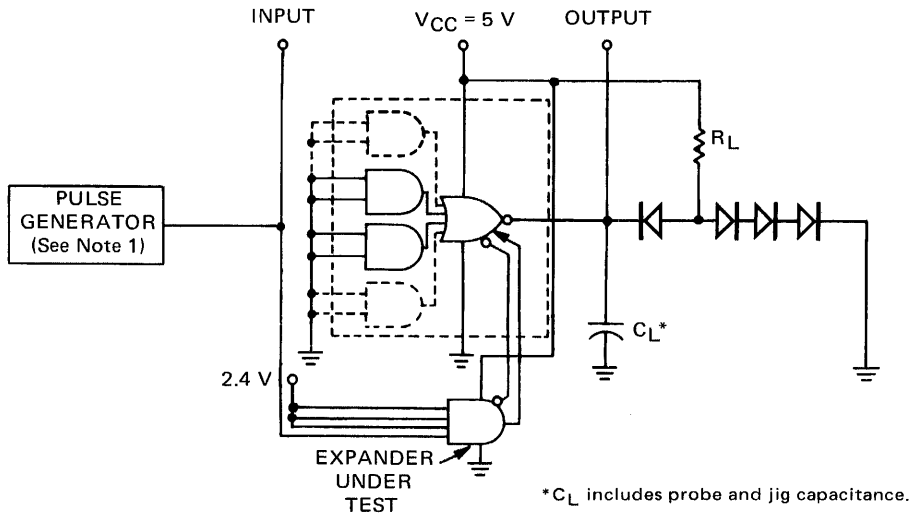 INPUT
VCC = 5 V
OUTPUT
RL
PULSE
GENERATOR
(See Note 1)
CL*
2.4 V
EXPANDER
UNDER
TEST
*CL includes probe and jig capacitance.